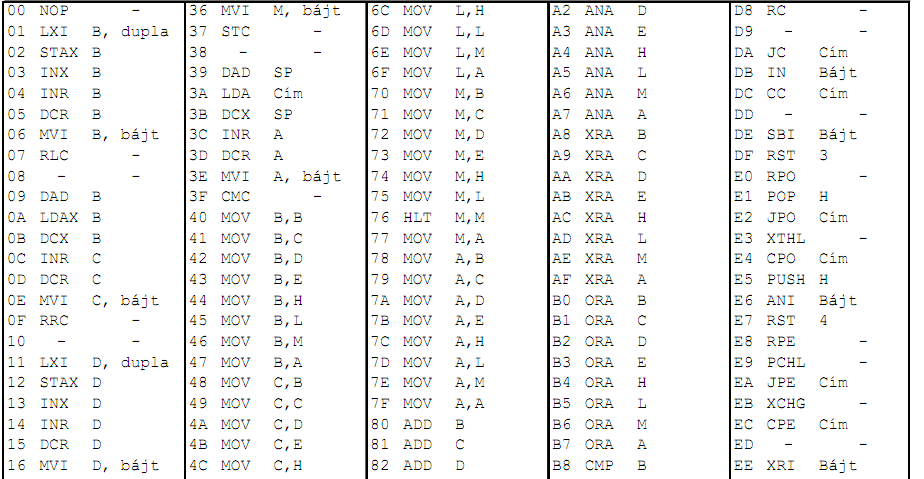 00 NOP -
01 LXI B, dupla
02 STAX B
03 INX B
04 INR B
05 DCR B
06 MVI B, bájt
07 RLC -
08 - -
09 DAD B
0A LDAX B
0B DCX B
0C INR C
0D DCR C
0E MVI C, bájt
0F RRC -
10 - -
11 LXI D, dupla
12 STAX D
13 INX D
14 INR D
15 DCR D
16 MVI D, bájt
36 MVI M, bájt
37 STC -
38 - -
39 DAD SP
3A LDA Cím
3B DCX SP
3C INR A
3D DCR A
3E MVI A, bájt
3F CMC -
40 MOV B,B
41 MOV B,C
42 MOV B,D
43 MOV B,E
44 MOV B,H
45 MOV B,L
46 MOV B,M
47 MOV B,A
48 MOV C,B
49 MOV C,C
4A MOV C,D
4B MOV C,E
4C MOV C,H
6C MOV L,H
6D MOV L,L
6E MOV L,M
6F MOV L,A
70 MOV M,B
71 MOV M,C
72 MOV M,D
73 MOV M,E
74 MOV M,H
75 MOV M,L
76 HLT M,M
77 MOV M,A
78 MOV A,B
79 MOV A,C
7A MOV A,D
7B MOV A,E
7C MOV A,H
7D MOV A,L
7E MOV A,M
7F MOV A,A
80 ADD B
81 ADD C
82 ADD D
A2 ANA D
A3 ANA E
A4 ANA H
A5 ANA L
A6 ANA M
A7 ANA A
A8 XRA B
A9 XRA C
AA XRA D
AB XRA E
AC XRA H
AD XRA L
AE XRA M
AF XRA A
B0 ORA B
B1 ORA C
B2 ORA D
B3 ORA E
B4 ORA H
B5 ORA L
B6 ORA M
B7 ORA A
B8 CMP B
D8 RC -
D9 - -
DA JC Cím
DB IN Bájt
DC CC Cím
DD - -
DE SBI Bájt
DF RST 3
E0 RPO -
E1 POP H
E2 JPO Cím
E3 XTHL -
E4 CPO Cím
E5 PUSH H
E6 ANI Bájt
E7 RST 4
E8 RPE -
E9 PCHL -
EA JPE Cím
EB XCHG -
EC CPE Cím
ED - -
EE XRI Bájt